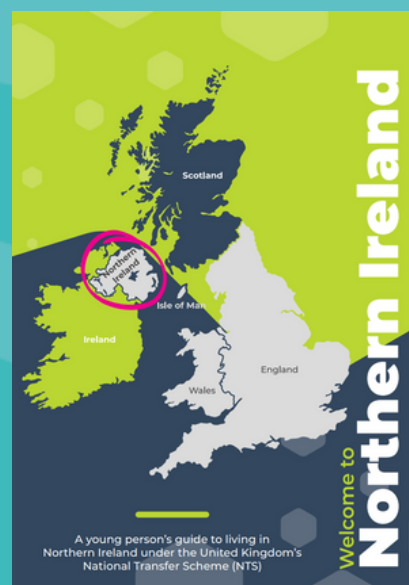 Welcome to
Northern Ireland
Scotland
Northern
Ireland
Isle of Man
Ireland
Wales
England
A young person's guide to living in
Northern Ireland under the United Kingdom's
National Transfer Scheme (NTS)